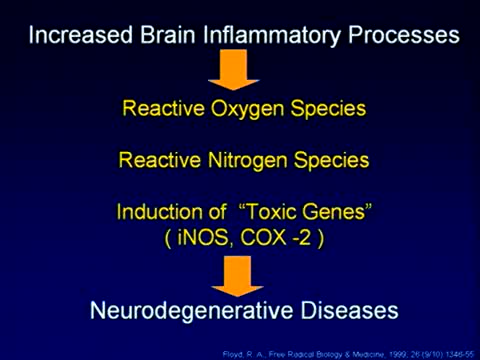 Increased Brain Inflammatory Processes
Reactive Oxygen Species
Reactive Nitrogen Species
Induction of "Toxic Genes"
( iNOS, COX -2 )
Neurodegenerative Diseases
Floyd, R. A., Free Radical Biology & Medicine, 1999, 26 (9/10) 1346-55